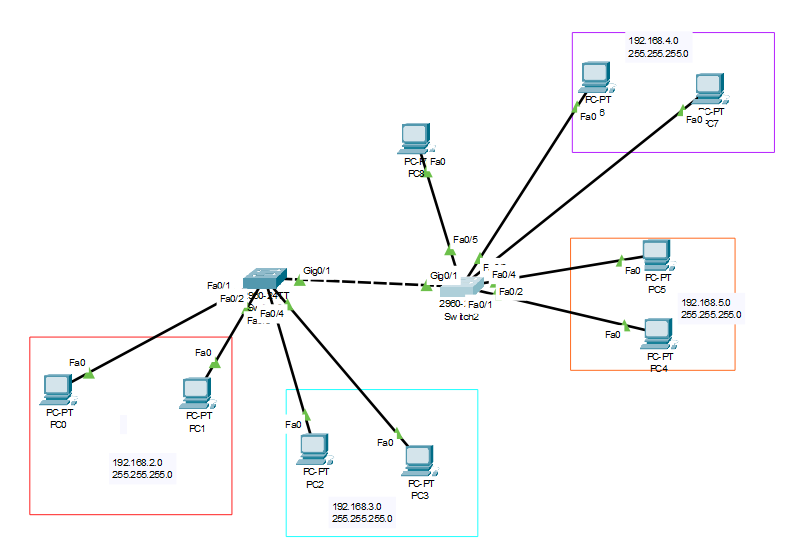 192.168.4.0
255.255.255.0
PC-PT
Fa0
Fa0
PC7
Fa0
PC8
Fa0/5
Gig0/1
Gig0/1
Fa0/4
Fa0/2
Fa0/1
Switch2
Fa0
PC-PT
PC5
192.168.5.0
255.255.255.0
Fa0
PC-PT
PC4
Fa0/1
Fa0/2
Fa0/4
Fa0
PC-PT
PC0
Fa0
PC-PT
PC1
192.168.2.0
255.255.255.0
Fa0
PC-PT
PC2
Fa0
PC-PT
PC3
192.168.3.0
255.255.255.0